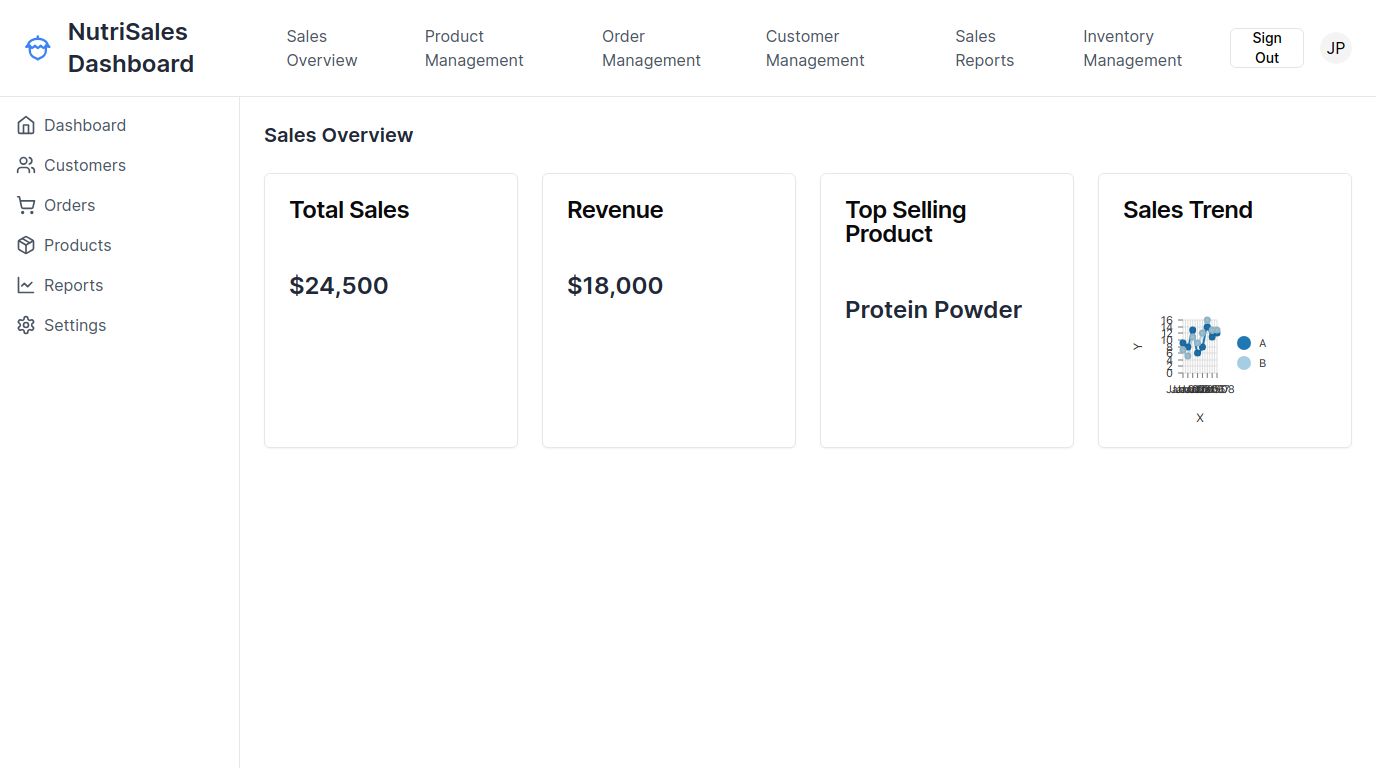 NutriSales
Dashboard
Sales
Overview
Product
Management
Order
Management
Customer
Management
Sales
Reports
Inventory
Management
Sign
Out
JP
Dashboard
Customers
Orders
Products
Reports
Settings
Sales Overview
Total Sales
$24,500
Revenue
$18,000
Top Selling
Product
Protein Powder
Sales Trend
16
14
12
10
8
6
4
2
0
Y
X
A
B